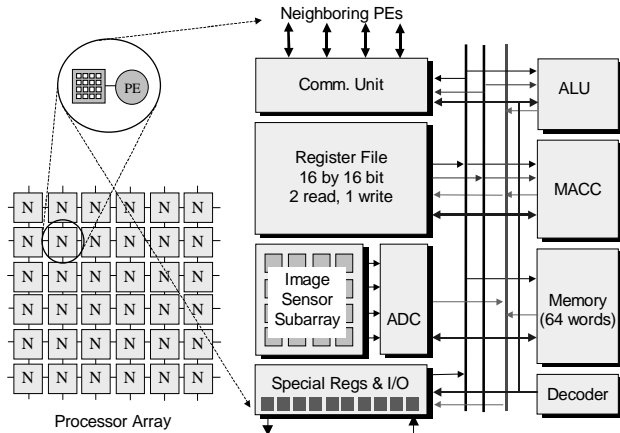 Neighboring PEs
PE
Comm. Unit
ALU
Register File
16 by 16 bit
2 read, 1 write
MACC
N N N N N N
N N N N N N
N N N N N N
N N N N N N
N N N N N N
N N N N N N
Image
Sensor
Subarray
ADC
Memory
(64 words)
Special Regs & I/O
Decoder
Processor Array